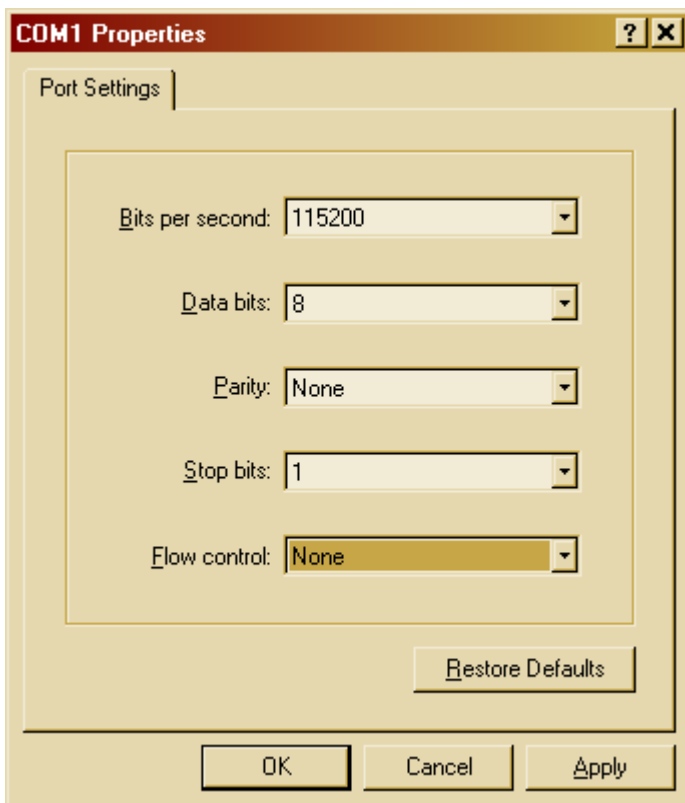 COM1 Properties
Port Settings
Bits per second: 115200
Data bits: 8
Parity: None
Stop bits: 1
Flow control: None
Restore Defaults
OK Cancel Apply